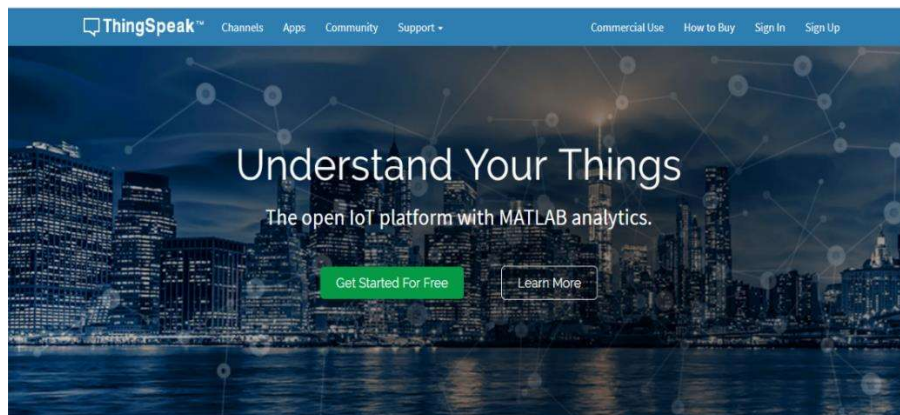 ThingSpeak™ Channels Apps Community Support Commercial Use How to Buy Sign In Sign Up
Understand Your Things
The open IoT platform with MATLAB analytics.
Get Started For Free Learn More